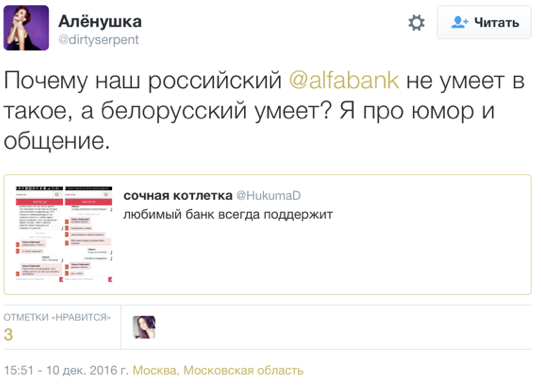 Алёнушка
@dirtyserpent
Читать
Почему наш российский @alfabank не умеет в
такое, а белорусский умеет? Я про юмор и
общение.
сочная котлетка @HukumaD
любимый банк всегда поддержит
ОТМЕТКИ «НРАВИТСЯ»
3
15:51 - 10 дек. 2016 г. Москва, Московская область